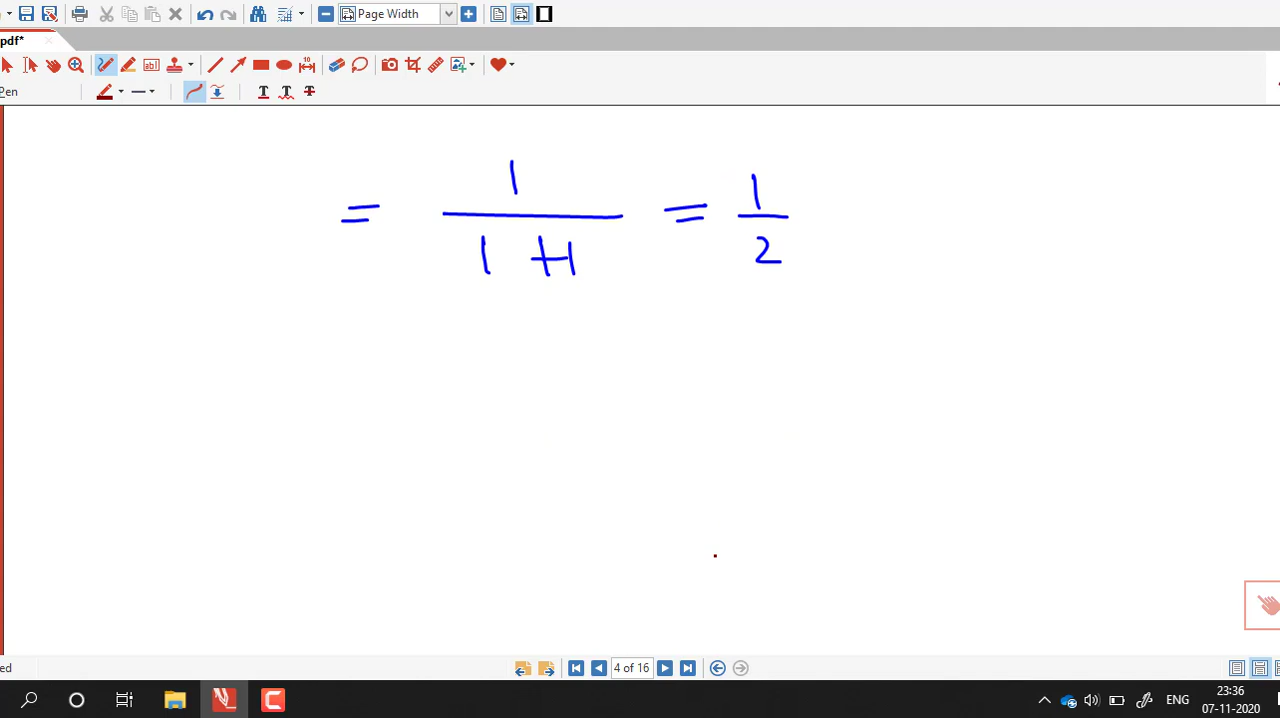 Page Width
pdf*
Pen
= 1 / 1 + 1 = 1 / 2
4 of 16
ENG
23:36
07-11-2020